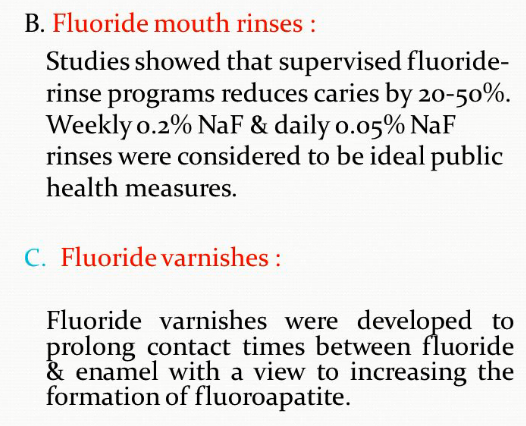 B. Fluoride mouth rinses :
Studies showed that supervised fluoride-
rinse programs reduces caries by 20-50%.
Weekly 0.2% NaF & daily 0.05% NaF
rinses were considered to be ideal public
health measures.
C. Fluoride varnishes :
Fluoride varnishes were developed to
prolong contact times between fluoride
& enamel with a view to increasing the
formation of fluoroapatite.